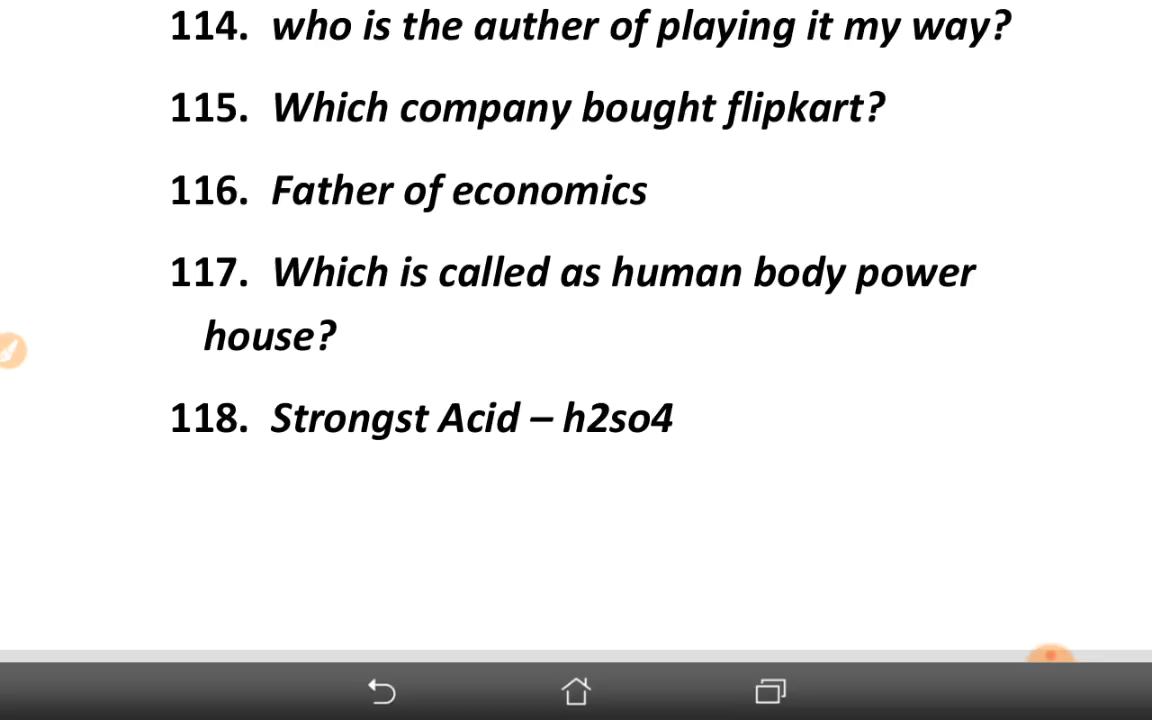 114. who is the auther of playing it my way?
115. Which company bought flipkart?
116. Father of economics
117. Which is called as human body power
house?
118. Strongst Acid – h2so4